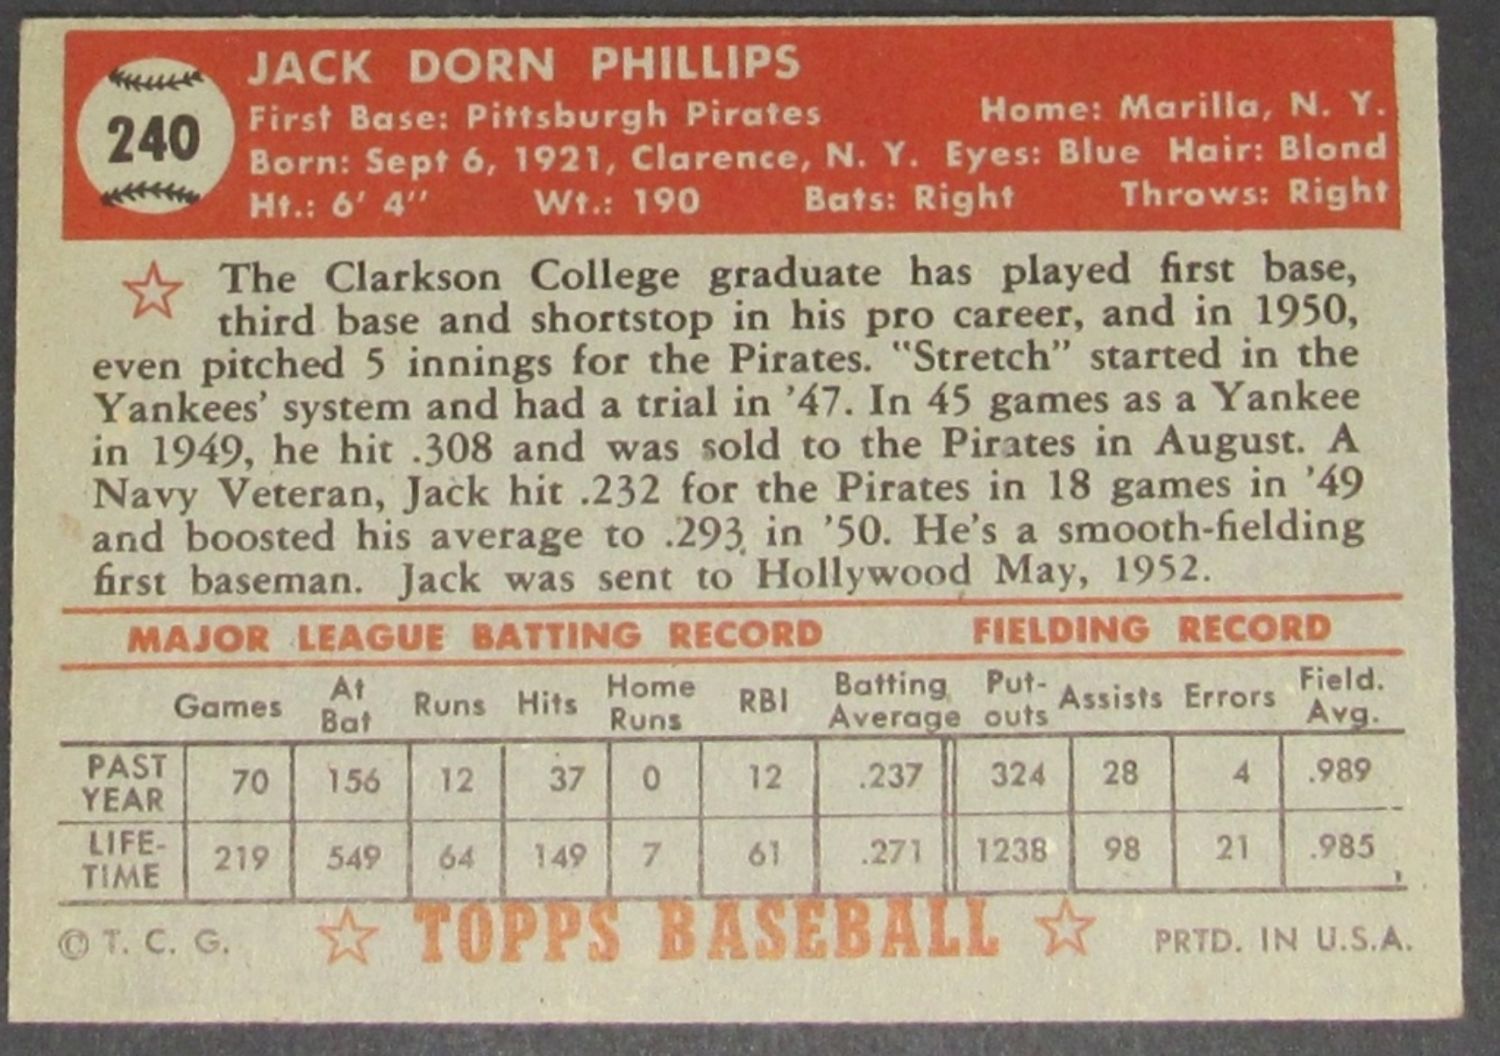 240
JACK DORN PHILLIPS
First Base: Pittsburgh Pirates Home: Marilla, N. Y.
Born: Sept 6, 1921, Clarence, N. Y. Eyes: Blue Hair: Blond
Ht.: 6' 4" Wt.: 190 Bats: Right Throws: Right
The Clarkson College graduate has played first base,
third base and shortstop in his pro career, and in 1950,
even pitched 5 innings for the Pirates. "Stretch" started in the
Yankees' system and had a trial in '47. In 45 games as a Yankee
in 1949, he hit .308 and was sold to the Pirates in August. A
Navy Veteran, Jack hit .232 for the Pirates in 18 games in '49
and boosted his average to .293 in '50. He's a smooth-fielding
first baseman. Jack was sent to Hollywood May, 1952.
MAJOR LEAGUE BATTING RECORD FIELDING RECORD
Games At Bat Runs Hits Home Runs RBI Batting Average Put-outs Assists Errors Field. Avg.
PAST YEAR 70 156 12 37 0 12 .237 324 28 4 .989
LIFE-TIME 219 549 64 149 7 61 .271 1238 98 21 .985
© T. C. G. TOPPS BASEBALL PRTD. IN U.S.A.